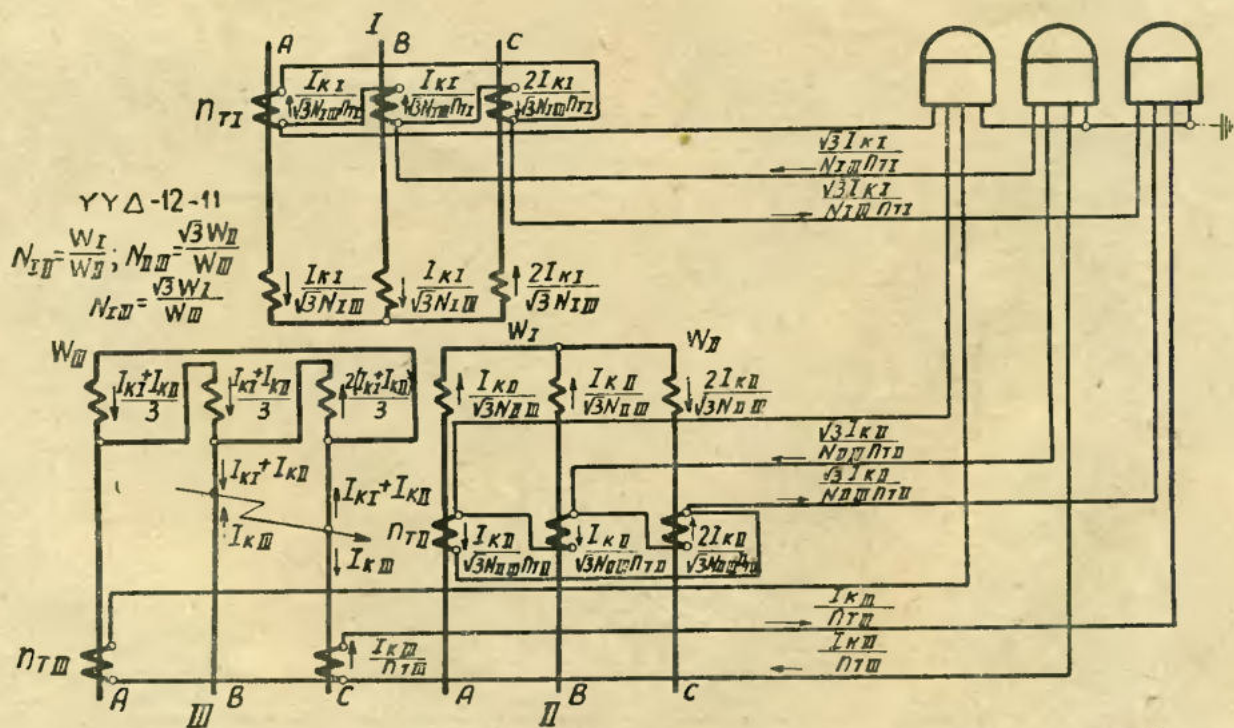 I
A B C
I_KI / √3N_IIIn_TI
I_KI / √3N_IIIn_TI
2I_KI / √3N_IIIn_TI
n_TI
√3I_KI / N_IIIIn_TI
√3I_KI / N_IIIIn_TI
YYΔ-12-11
N_III=W_I/W_II; N_IIIII=√3W_II/W_III
N_IIII=√3W_I/W_III
I_KI / √3N_IIII
I_KI / √3N_IIII
2I_KI / √3N_IIII
W_III
W_I
W_II
I_KI+I_KII / 3
I_KI+I_KII / 3
2(I_KI+I_KII) / 3
I_KII / √3N_IIIII
I_KII / √3N_IIIII
2I_KII / √3N_IIIII
√3I_KII / N_IIIIIn_TII
√3I_KII / N_IIIIIn_TII
I_KI+I_KII
I_KIII
I_KI+I_KII
I_KIII
n_TII
I_KII / √3N_IIIIIn_TII
I_KII / √3N_IIIIIn_TII
2I_KII / √3N_IIIIIn_TII
I_KIII / n_TIII
I_KIII / n_TIII
n_TIII
I_KIII / n_TIII
A B C
III
A B C
II